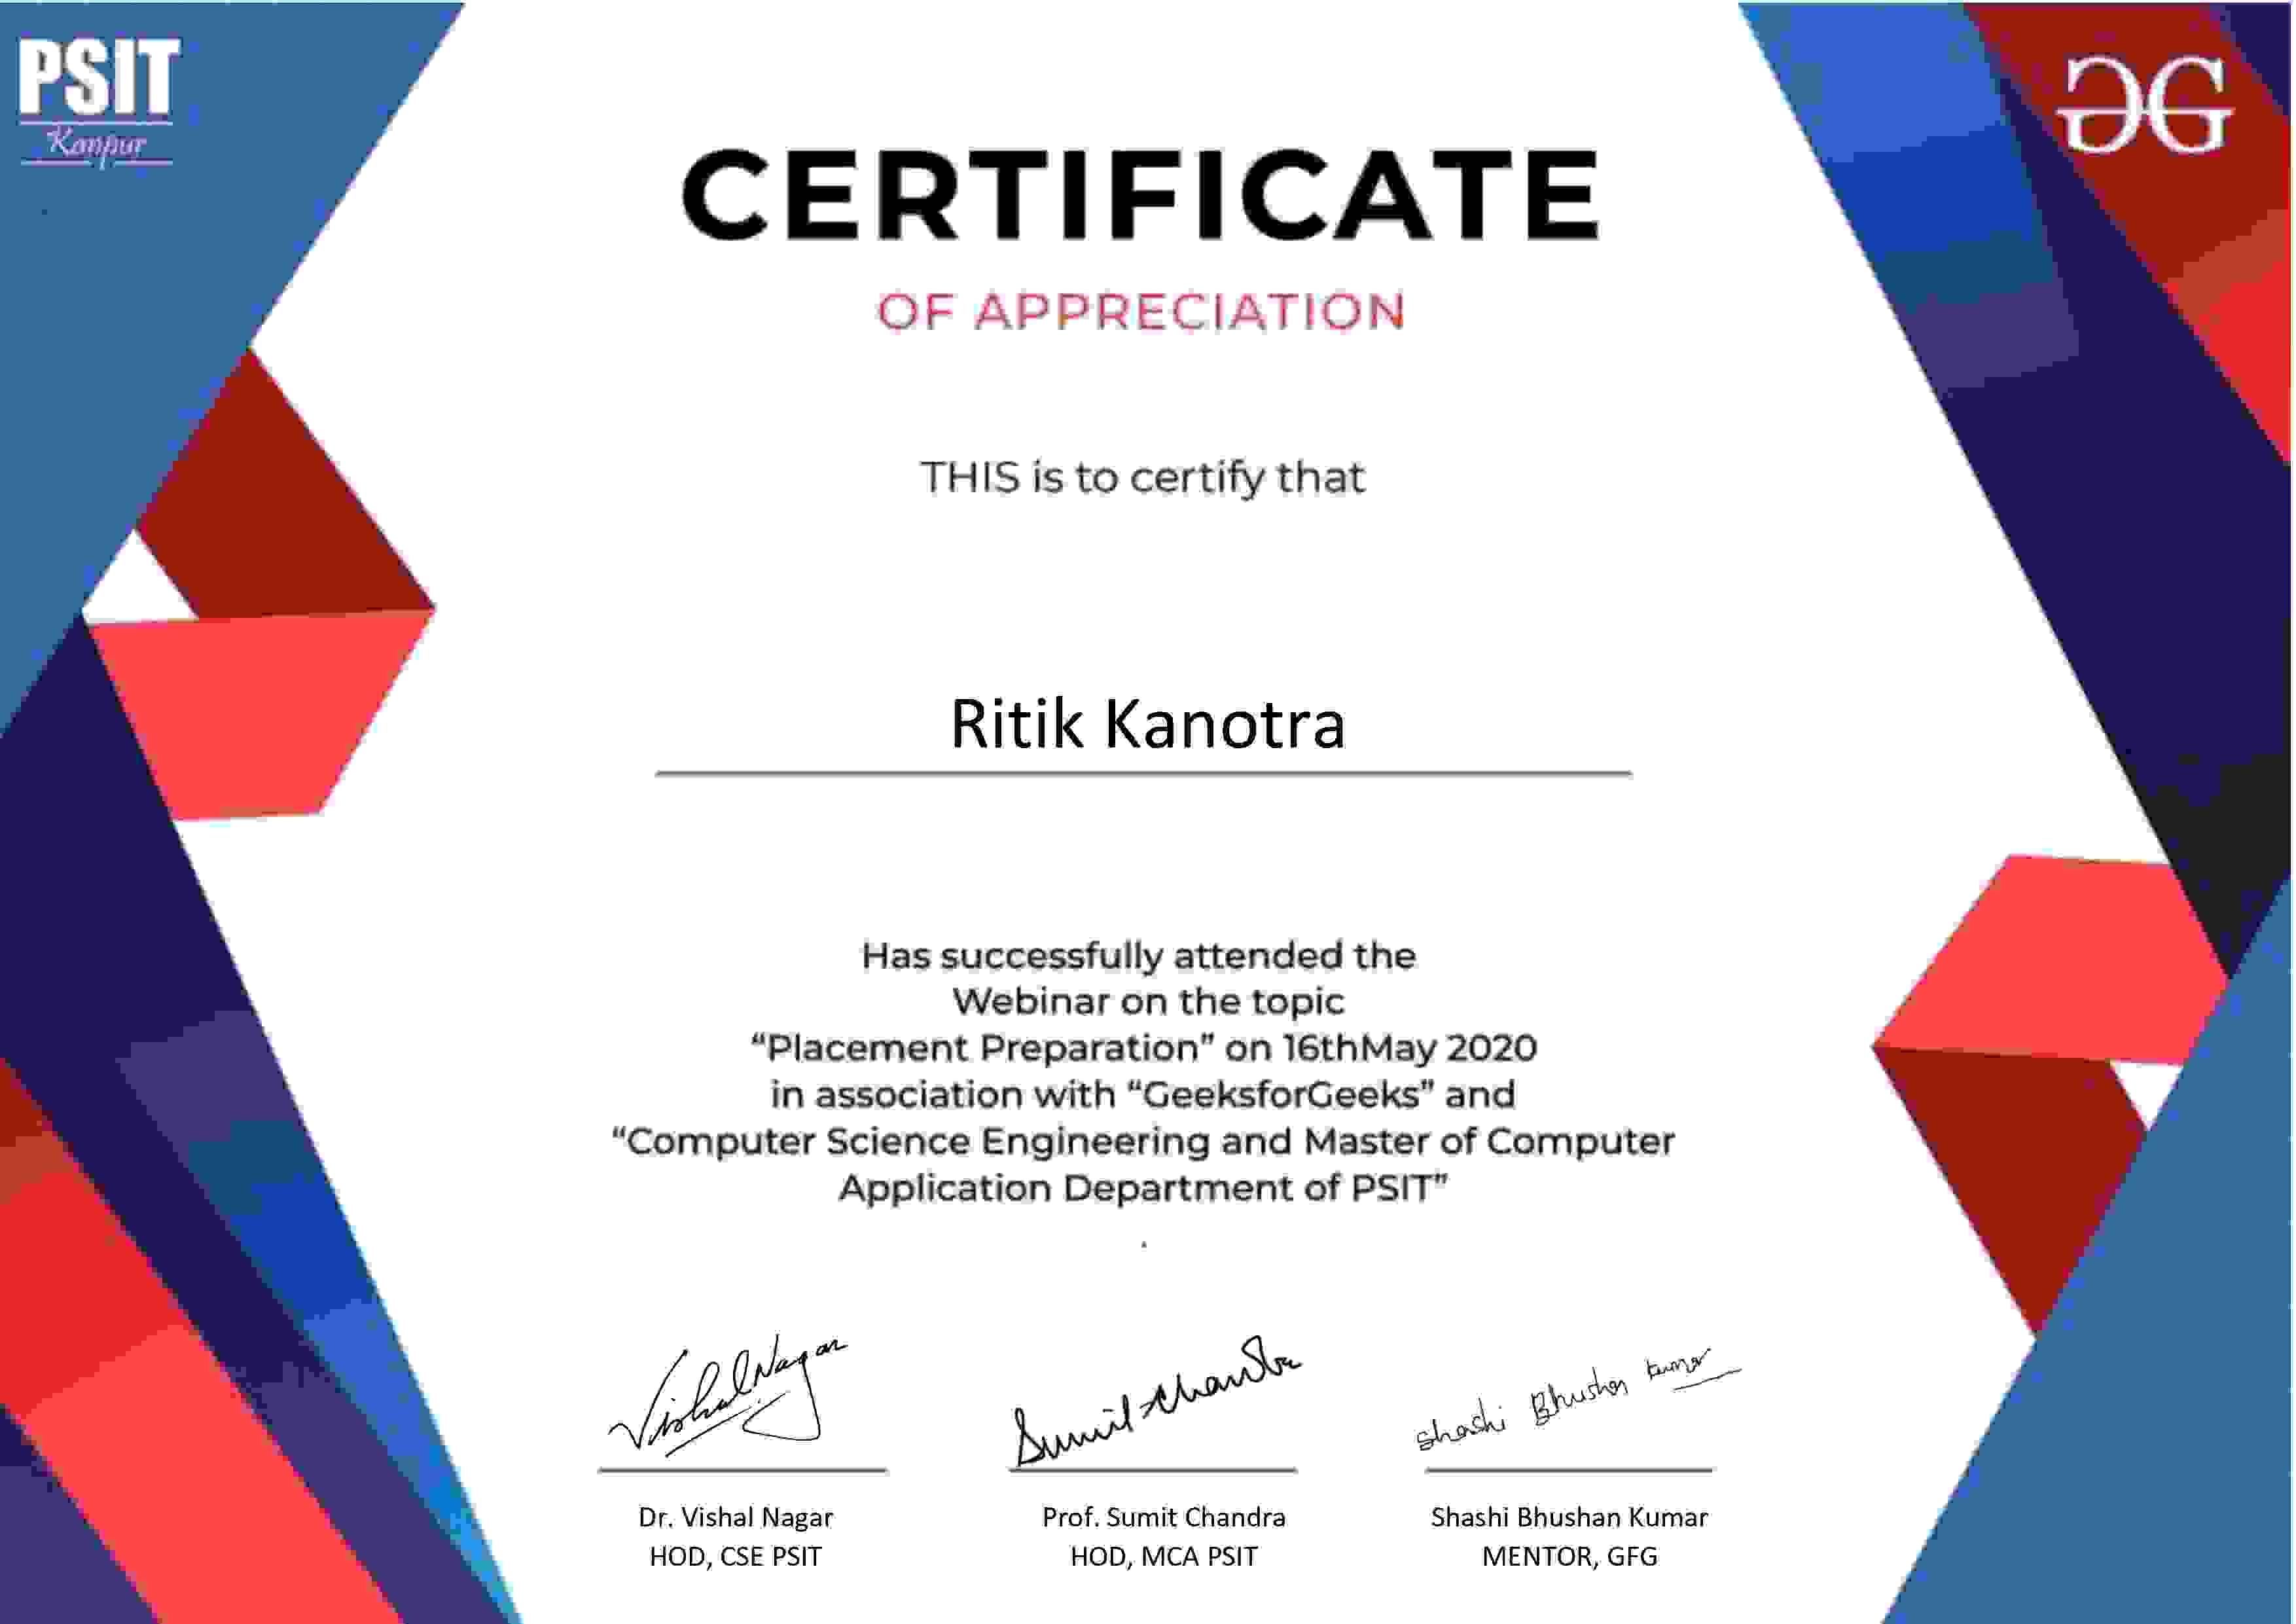 PSIT
Kanpur
GG
CERTIFICATE
OF APPRECIATION
THIS is to certify that
Ritik Kanotra
Has successfully attended the
Webinar on the topic
“Placement Preparation” on 16thMay 2020
in association with “GeeksforGeeks” and
“Computer Science Engineering and Master of Computer
Application Department of PSIT”
.
Vishal Nagar
Sumit Chandra
Shashi Bhushan Kumar
Dr. Vishal Nagar
Prof. Sumit Chandra
Shashi Bhushan Kumar
HOD, CSE PSIT
HOD, MCA PSIT
MENTOR, GFG